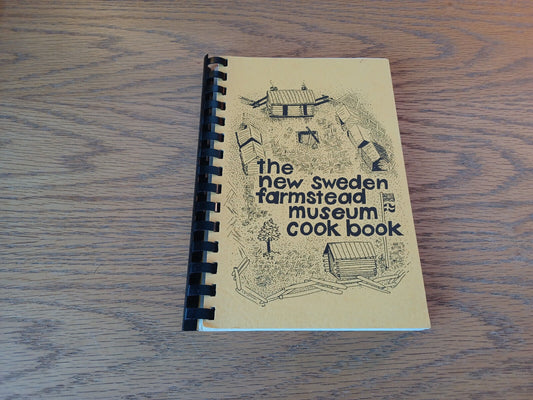 the
new sweden
farmstead
museum
cook book